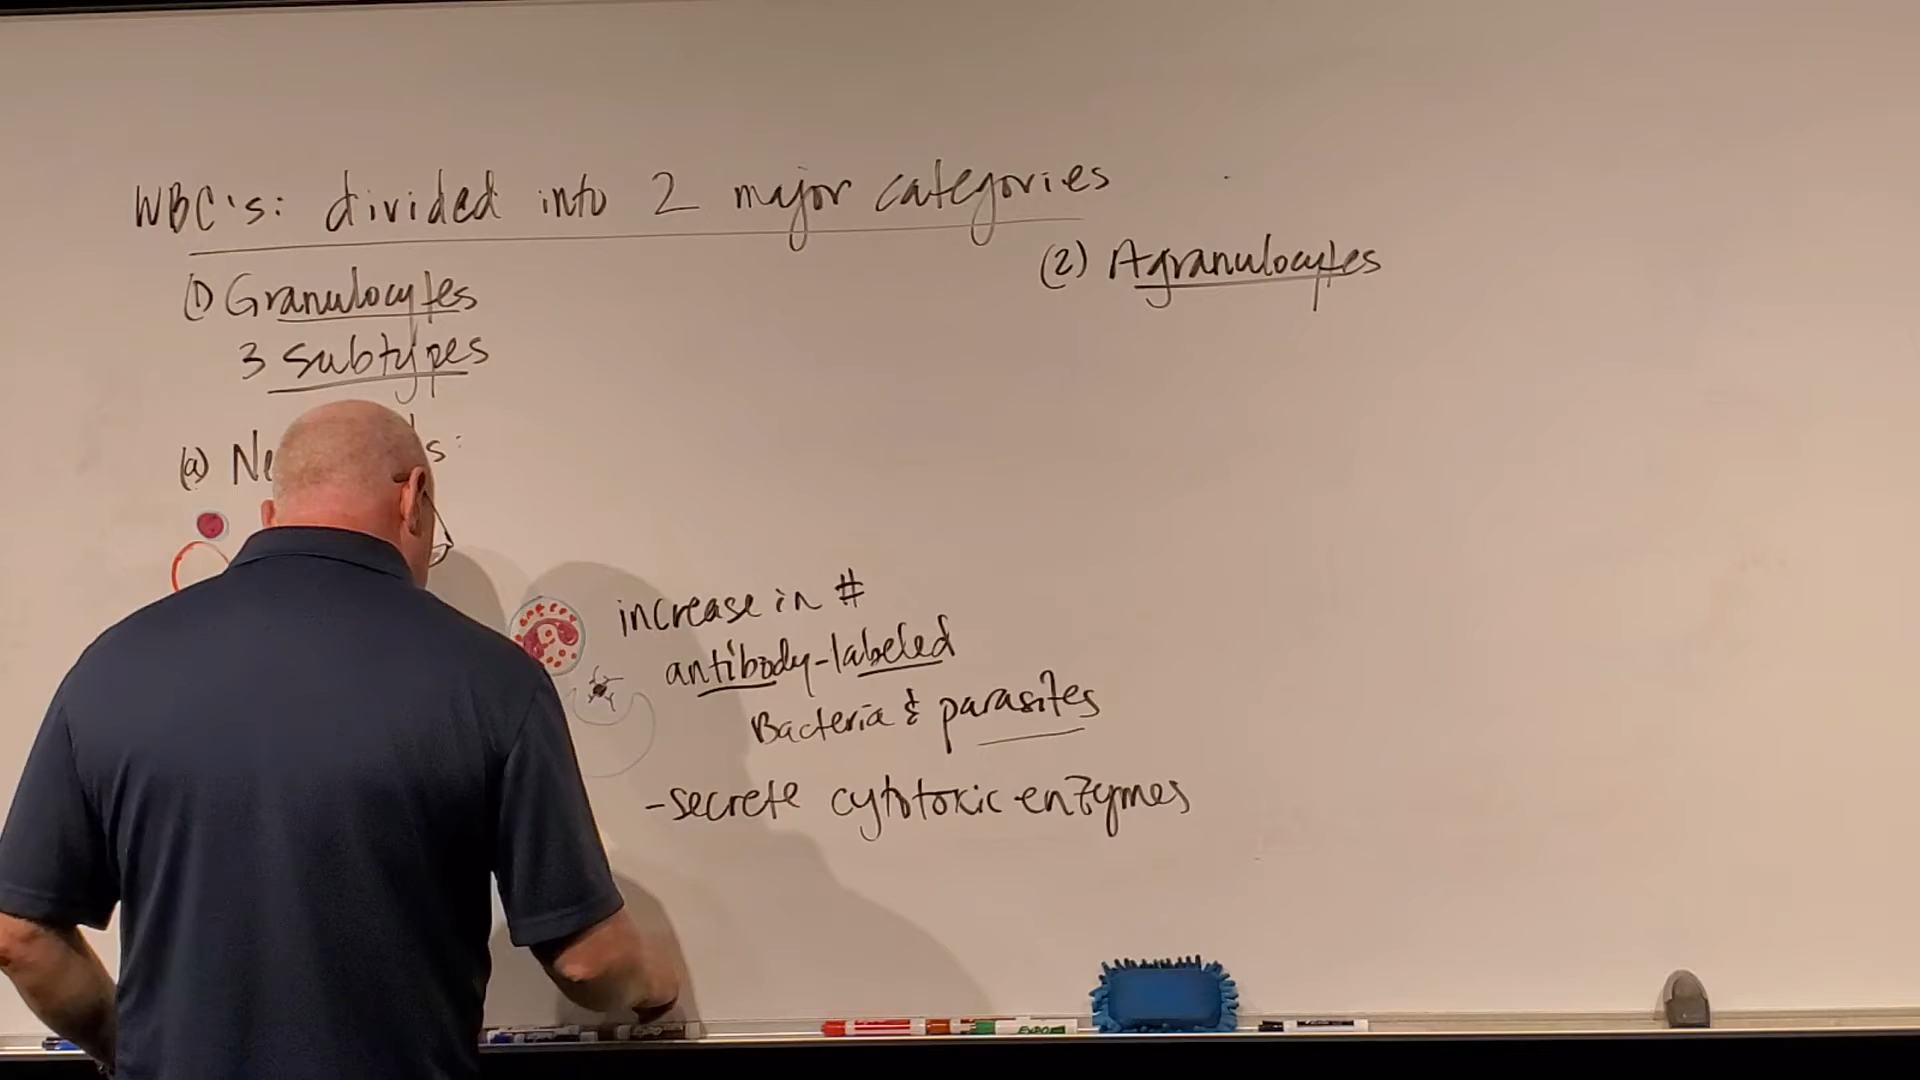 WBC's: divided into 2 major categories
(1) Granulocytes
3 subtypes
(a) Ne s:
increase in #
antibody-labeled
Bacteria & parasites
-secrete cytotoxic enzymes
(2) Agranulocytes
EXPO